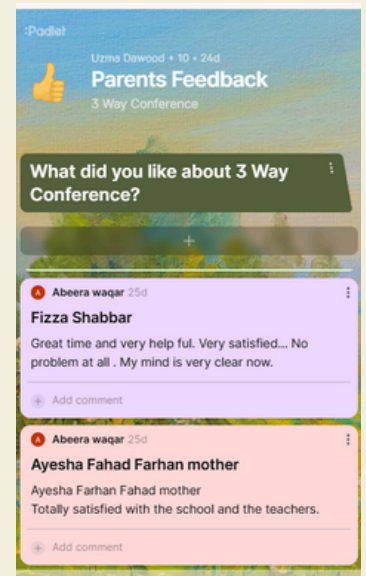 :Padlet
Uzma Dawood + 10 • 24d
Parents Feedback
3 Way Conference
What did you like about 3 Way
Conference?
Abeera waqar 25d
Fizza Shabbar
Great time and very help ful. Very satisfied... No
problem at all . My mind is very clear now.
Add comment
A Abeera waqar 25d
Ayesha Fahad Farhan mother
Ayesha Farhan Fahad mother
Totally satisfied with the school and the teachers.
Add comment